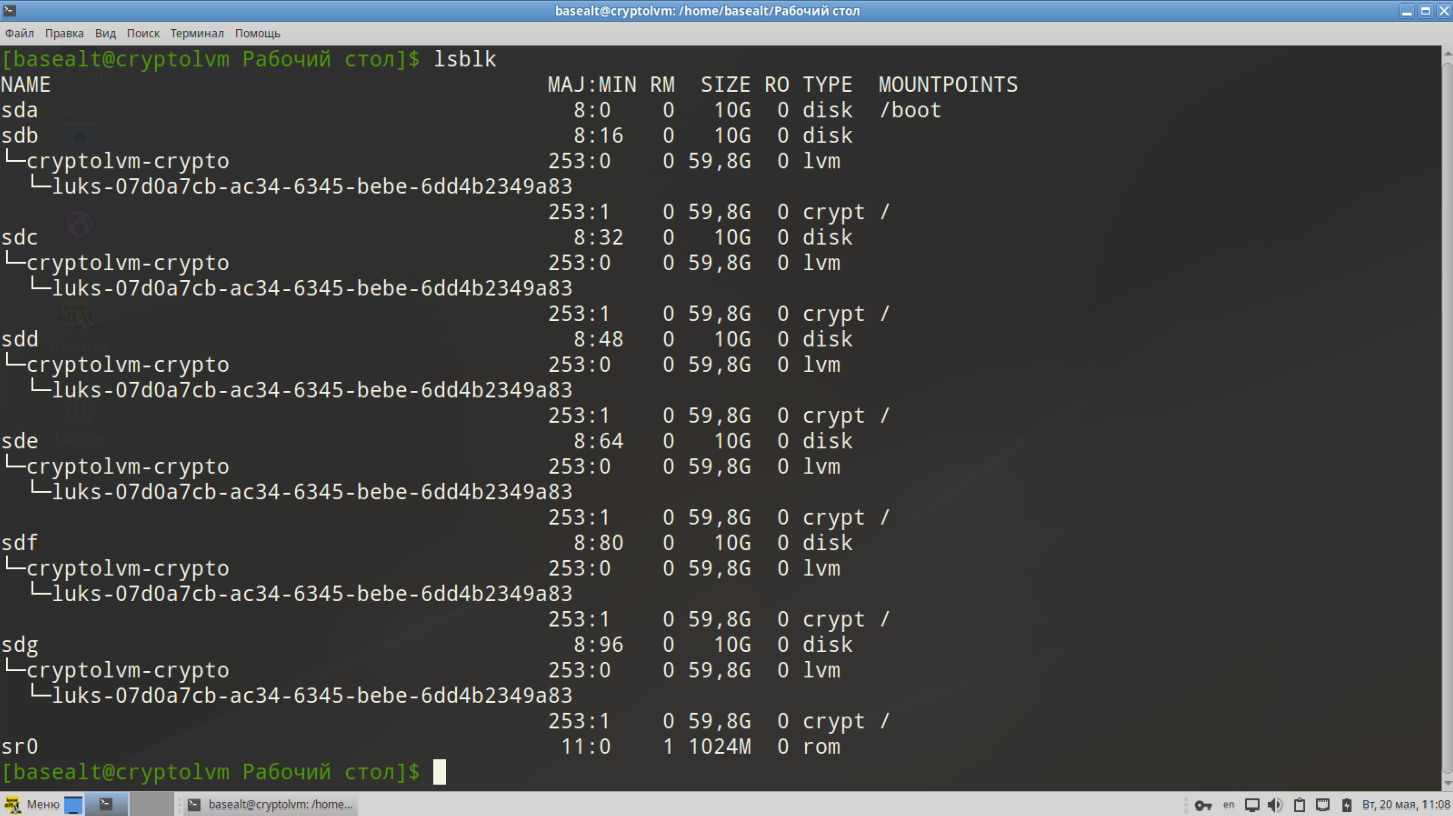 basealt@cryptolvm: /home/basealt/Рабочий стол
Файл Правка Вид Поиск Терминал Помощь
[basealt@cryptolvm Рабочий стол]$ lsblk
NAME MAJ:MIN RM SIZE RO TYPE MOUNTPOINTS
sda 8:0 0 10G 0 disk /boot
sdb 8:16 0 10G 0 disk
└─cryptolvm-crypto 253:0 0 59,8G 0 lvm
└─luks-07d0a7cb-ac34-6345-bebe-6dd4b2349a83
253:1 0 59,8G 0 crypt /
sdc 8:32 0 10G 0 disk
└─cryptolvm-crypto 253:0 0 59,8G 0 lvm
└─luks-07d0a7cb-ac34-6345-bebe-6dd4b2349a83
253:1 0 59,8G 0 crypt /
sdd 8:48 0 10G 0 disk
└─cryptolvm-crypto 253:0 0 59,8G 0 lvm
└─luks-07d0a7cb-ac34-6345-bebe-6dd4b2349a83
253:1 0 59,8G 0 crypt /
sde 8:64 0 10G 0 disk
└─cryptolvm-crypto 253:0 0 59,8G 0 lvm
└─luks-07d0a7cb-ac34-6345-bebe-6dd4b2349a83
253:1 0 59,8G 0 crypt /
sdf 8:80 0 10G 0 disk
└─cryptolvm-crypto 253:0 0 59,8G 0 lvm
└─luks-07d0a7cb-ac34-6345-bebe-6dd4b2349a83
253:1 0 59,8G 0 crypt /
sdg 8:96 0 10G 0 disk
└─cryptolvm-crypto 253:0 0 59,8G 0 lvm
└─luks-07d0a7cb-ac34-6345-bebe-6dd4b2349a83
253:1 0 59,8G 0 crypt /
sr0 11:0 1 1024M 0 rom
[basealt@cryptolvm Рабочий стол]$
Меню basealt@cryptolvm: /home... en Вт, 20 мая, 11:08